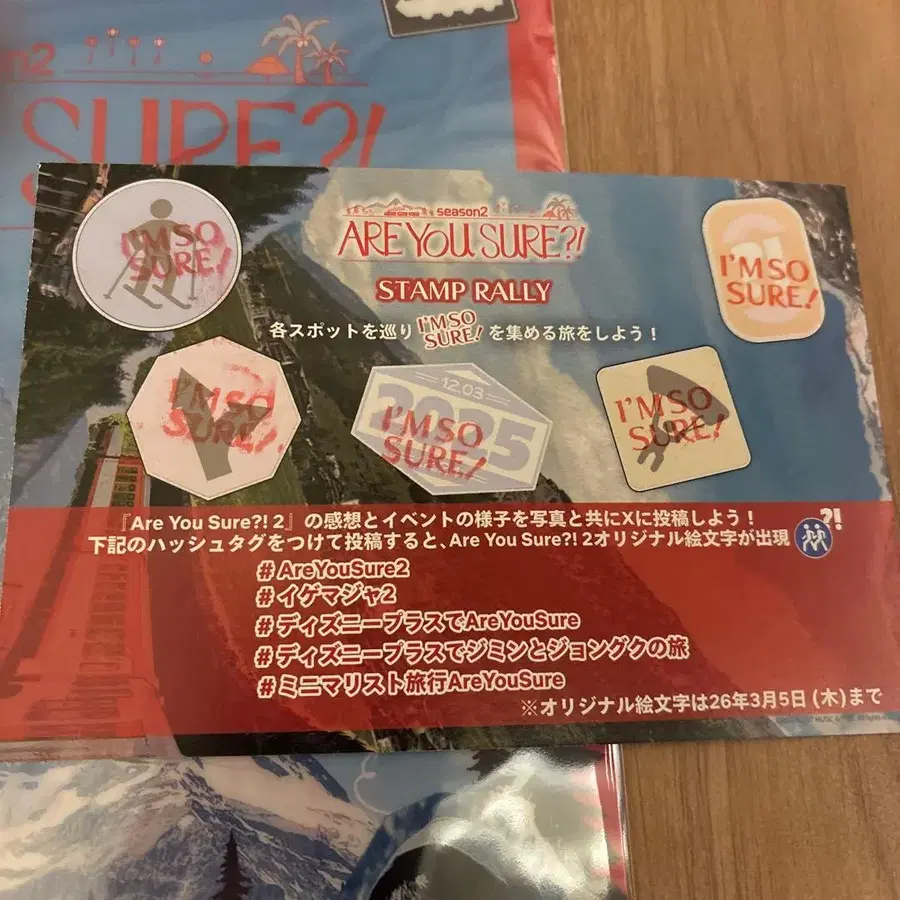 n2
SURE?!
season2
ARE YOU SURE?!
STAMP RALLY
各スポットを巡り I'M SO SURE! を集める旅をしよう！
I'M SO
SURE!
I'M SO
SURE!
I'M SO
SURE!
12.03
2025
I'M SO
SURE!
I'M SO
SURE!
『Are You Sure?! 2』の感想とイベントの様子を写真と共にXに投稿しよう！
下記のハッシュタグをつけて投稿すると、Are You Sure?! 2オリジナル絵文字が出現 ?!
#AreYouSure2
#イゲマジャ2
#ディズニープラスでAreYouSure
#ディズニープラスでジミンとジョングクの旅
#ミニマリスト旅行AreYouSure
※オリジナル絵文字は26年3月5日(木)まで